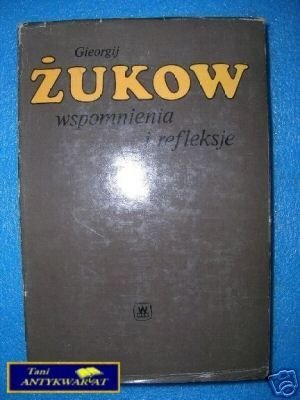 Gieorgij
ŻUKOW
wspomnienia
i refleksje
W
Tani
ANTYKWARIAT